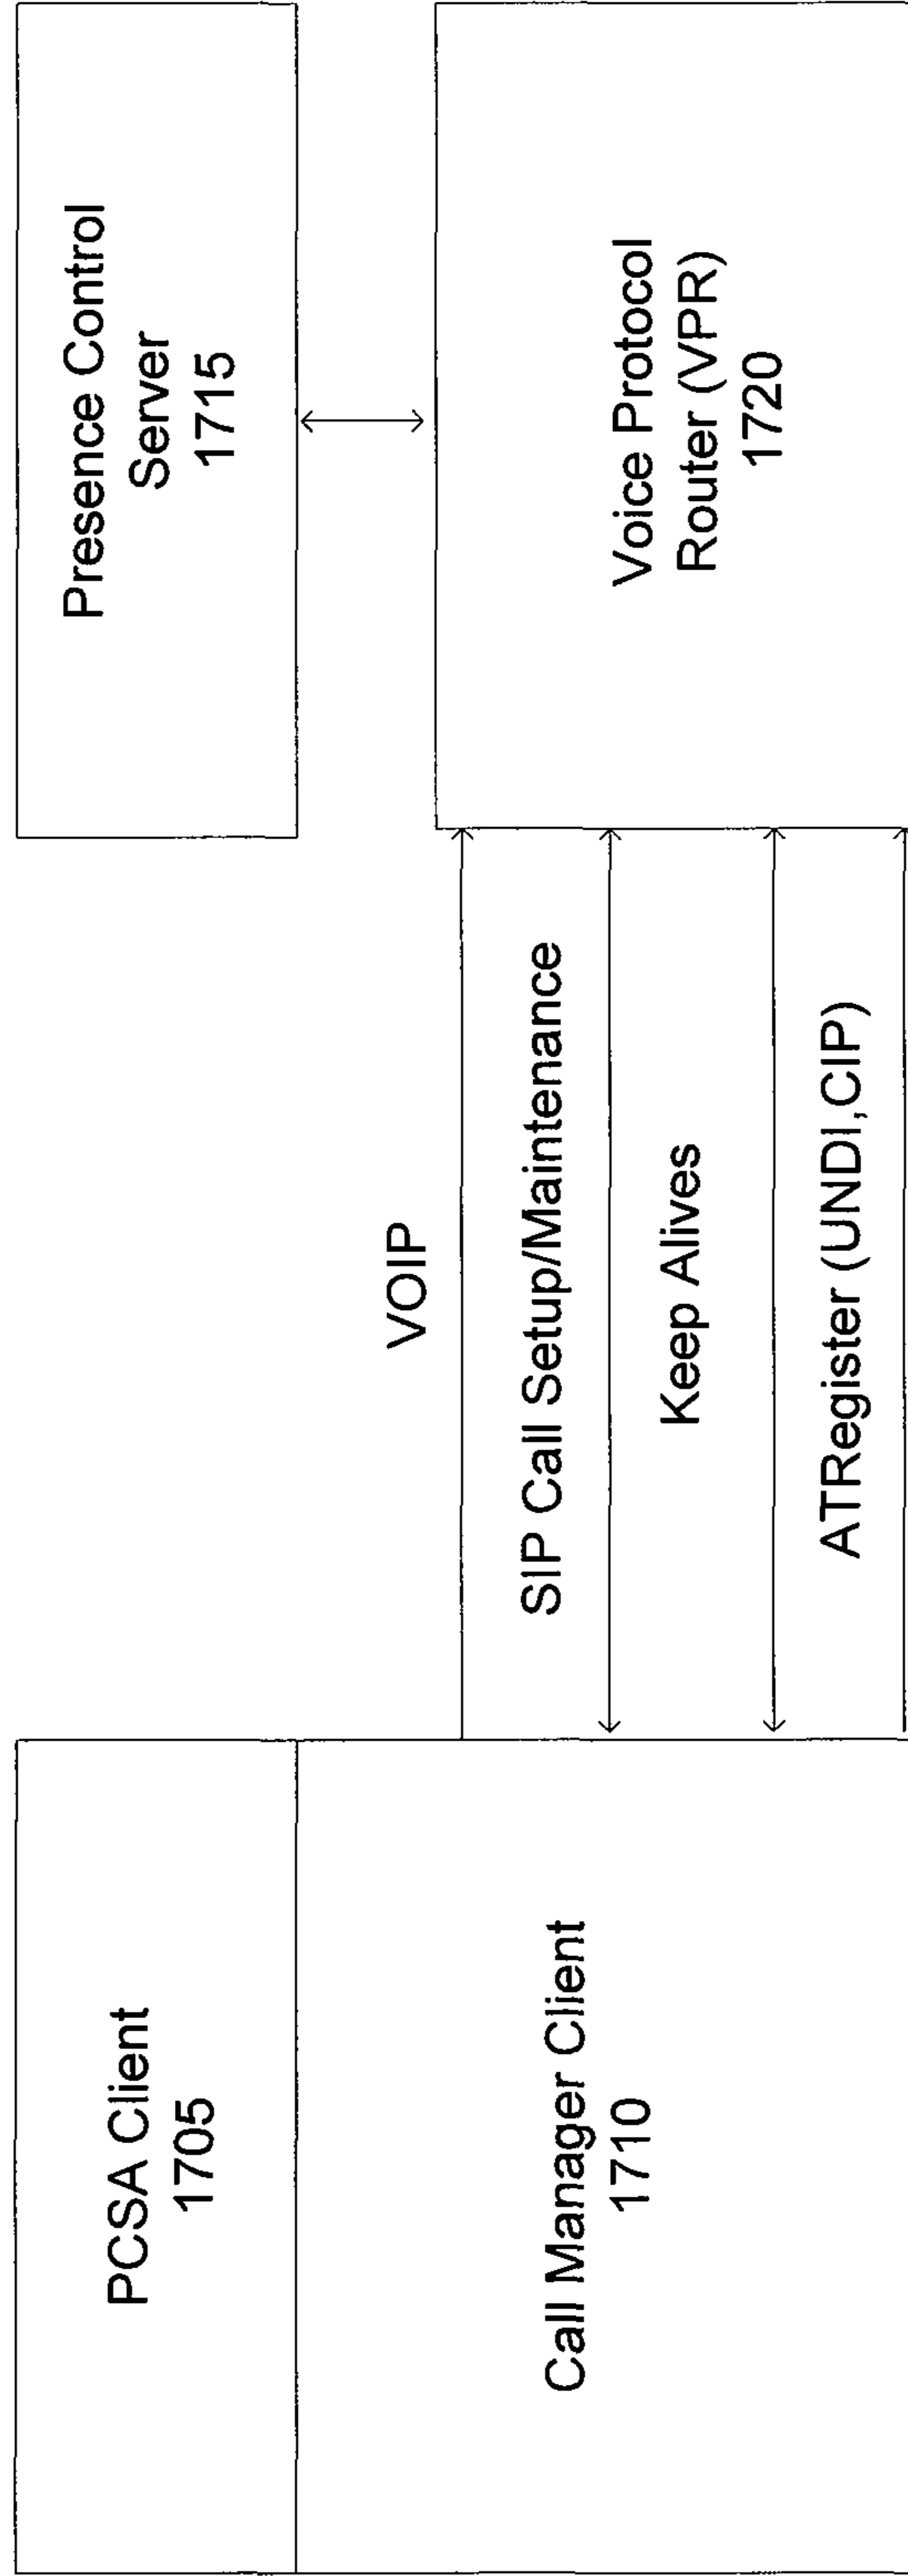 PCSA Client
1705
Call Manager Client
1710
VOIP
SIP Call Setup/Maintenance
Keep Alives
ATRegister (UNDI,CIP)
Presence Control
Server
1715
Voice Protocol
Router (VPR)
1720